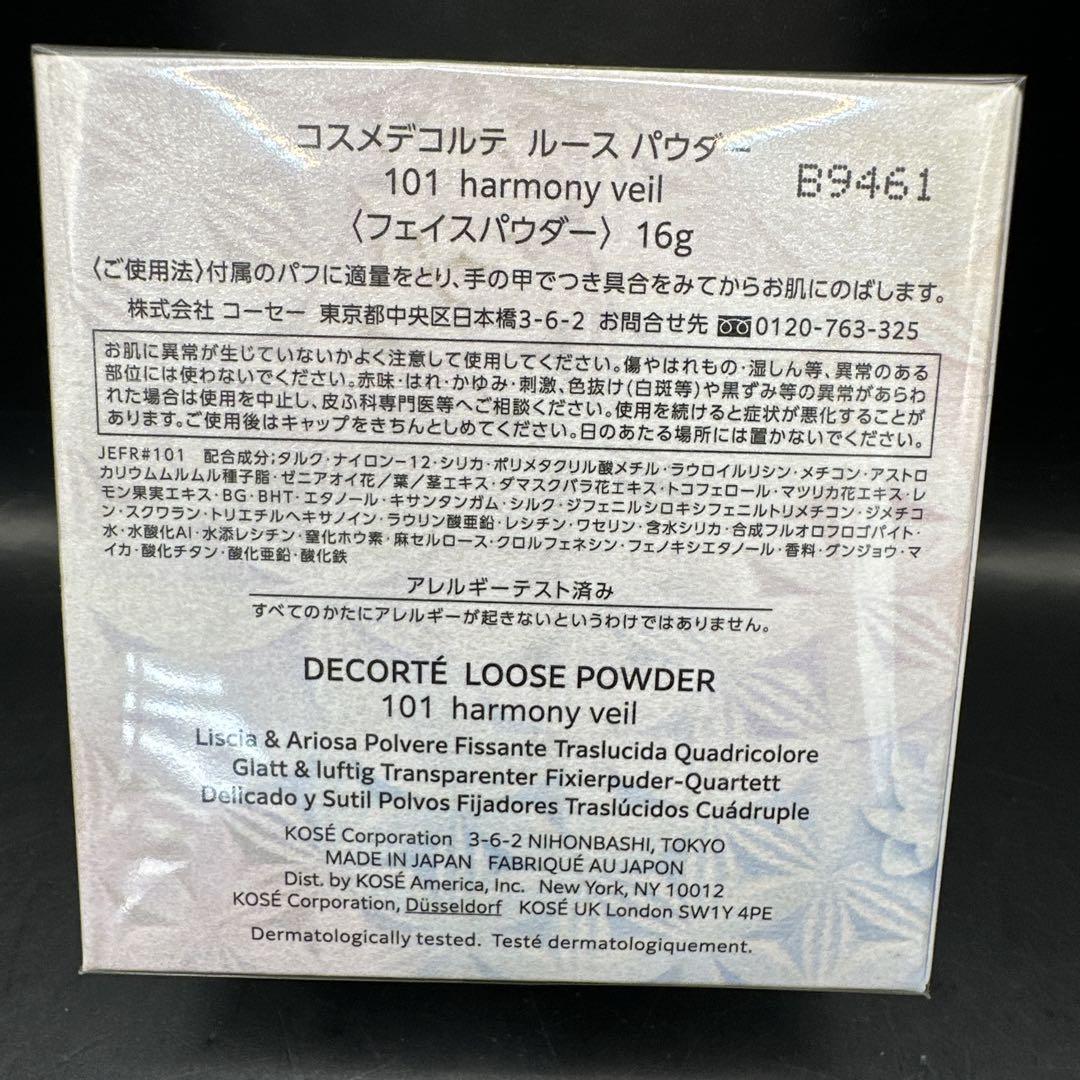 コスメデコルテ ルース パウダー
101 harmony veil
B9461
〈フェイスパウダー〉 16g
〈ご使用法〉付属のパフに適量をとり、手の甲でつき具合をみてからお肌にのばします。
株式会社 コーセー 東京都中央区日本橋3-6-2 お問合せ先 0120-763-325
お肌に異常が生じていないかよく注意して使用してください。傷やはれもの・湿しん等、異常のある
部位には使わないでください。赤味・はれ・かゆみ・刺激、色抜け(白斑等)や黒ずみ等の異常があらわ
れた場合は使用を中止し、皮ふ科専門医等へご相談ください。使用を続けると症状が悪化することが
あります。ご使用後はキャップをきちんとしめてください。日のあたる場所には置かないでください。
JEFR#101 配合成分;タルク・ナイロン-12・シリカ・ポリメタクリル酸メチル・ラウロイルリシン・メチコン・アストロ
カリウムムルムル種子脂・ゼニアオイ花/葉/茎エキス・ダマスクバラ花エキス・トコフェロール・マツリカ花エキス・レ
モン果実エキス・BG・BHT・エタノール・キサンタンガム・シルク・ジフェニルシロキシフェニルトリメチコン・ジメチコ
ン・スクワラン・トリエチルヘキサノイン・ラウリン酸亜鉛・レシチン・ワセリン・含水シリカ・合成フルオロフロゴパイト・
水・水酸化Al・水添レシチン・窒化ホウ素・麻セルロース・クロルフェネシン・フェノキシエタノール・香料・グンジョウ・マ
イカ・酸化チタン・酸化亜鉛・酸化鉄
アレルギーテスト済み
すべてのかたにアレルギーが起きないというわけではありません。
DECORTÉ LOOSE POWDER
101 harmony veil
Liscia & Ariosa Polvere Fissante Traslucida Quadricolore
Glatt & luftig Transparenter Fixierpuder-Quartett
Delicado y Sutil Polvos Fijadores Traslúcidos Cuádruple
KOSÉ Corporation 3-6-2 NIHONBASHI, TOKYO
MADE IN JAPAN FABRIQUÉ AU JAPON
Dist. by KOSÉ America, Inc. New York, NY 10012
KOSÉ Corporation, Düsseldorf KOSÉ UK London SW1Y 4PE
Dermatologically tested. Testé dermatologiquement.